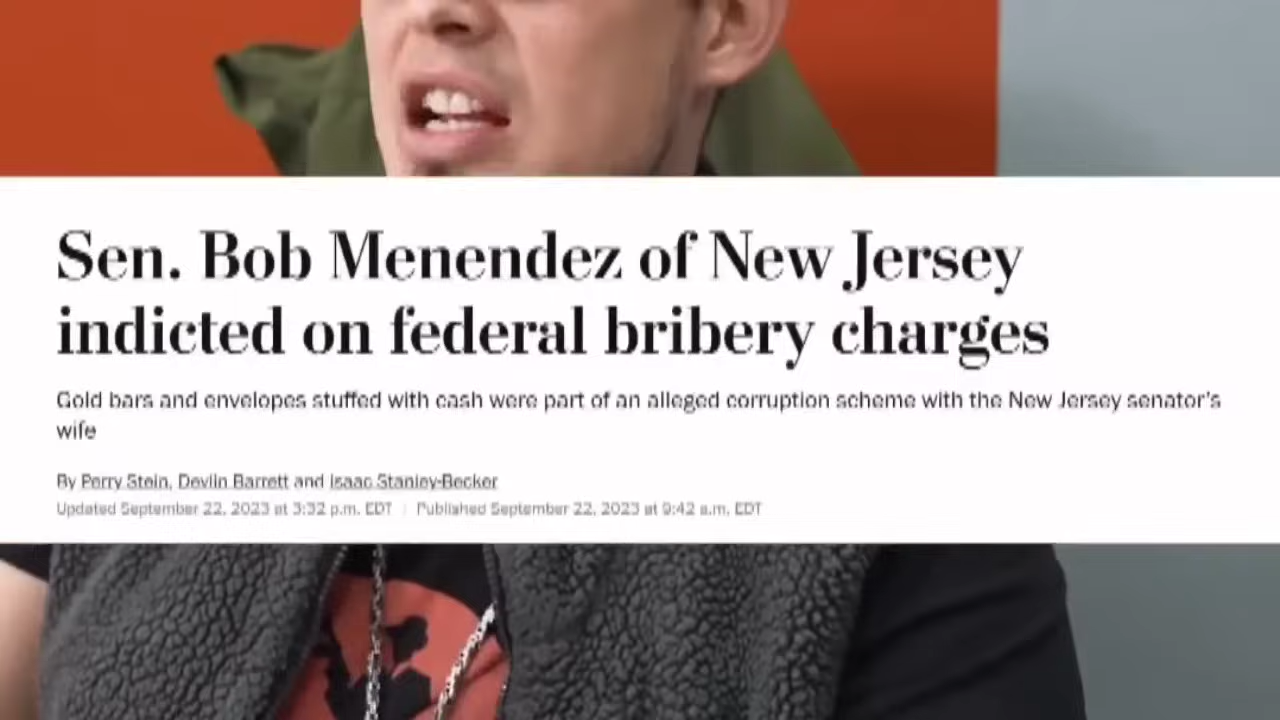 Sen. Bob Menendez of New Jersey
indicted on federal bribery charges
Gold bars and envelopes stuffed with cash were part of an alleged corruption scheme with the New Jersey senator's
wife
By Perry Stein, Devlin Barrett and Isaac Stanley-Becker
Updated September 22, 2023 at 3:32 p.m. EDT | Published September 22, 2023 at 9:42 a.m. EDT